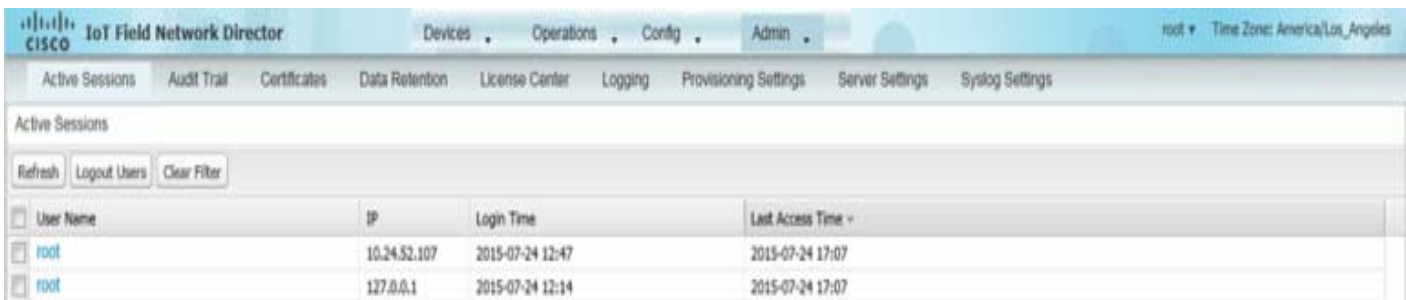 CISCO IoT Field Network Director Devices Operations Config Admin root Time Zone: America/Los_Angeles
Active Sessions Audit Trail Certificates Data Retention License Center Logging Provisioning Settings Server Settings Syslog Settings
Active Sessions
Refresh Logout Users Clear Filter
User Name IP Login Time Last Access Time
root 10.24.52.107 2015-07-24 12:47 2015-07-24 17:07
root 127.0.0.1 2015-07-24 12:14 2015-07-24 17:07